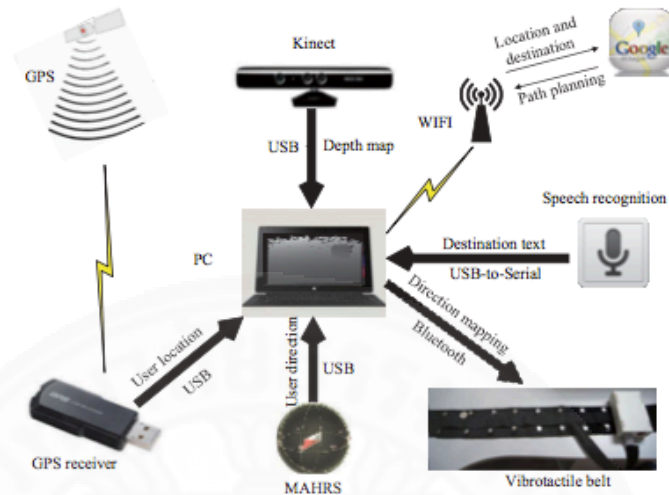 Kinect
Location and
destination
Google
Path planning
GPS
WIFI
USB
Depth map
Speech recognition
PC
Destination text
USB-to-Serial
Direction mapping
Bluetooth
User location
USB
User direction
USB
GPS receiver
MAHRS
Vibrotactile belt